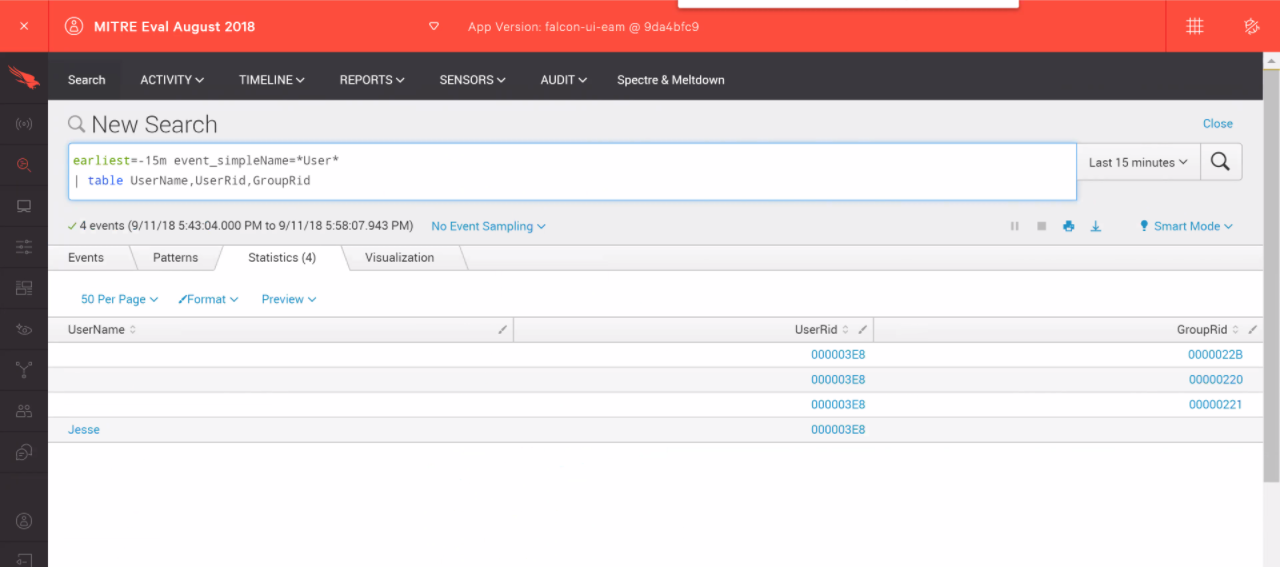 MITRE Eval August 2018
App Version: falcon-ui-eam @ 9da4bfc9
Search ACTIVITY TIMELINE REPORTS SENSORS AUDIT Spectre & Meltdown
New Search
Close
earliest=-15m event_simpleName=*User*
| table UserName,UserRid,GroupRid
Last 15 minutes
4 events (9/11/18 5:43:04.000 PM to 9/11/18 5:58:07.943 PM) No Event Sampling
Smart Mode
Events Patterns Statistics (4) Visualization
50 Per Page Format Preview
UserName UserRid GroupRid
000003E8 0000022B
000003E8 00000220
000003E8 00000221
Jesse 000003E8